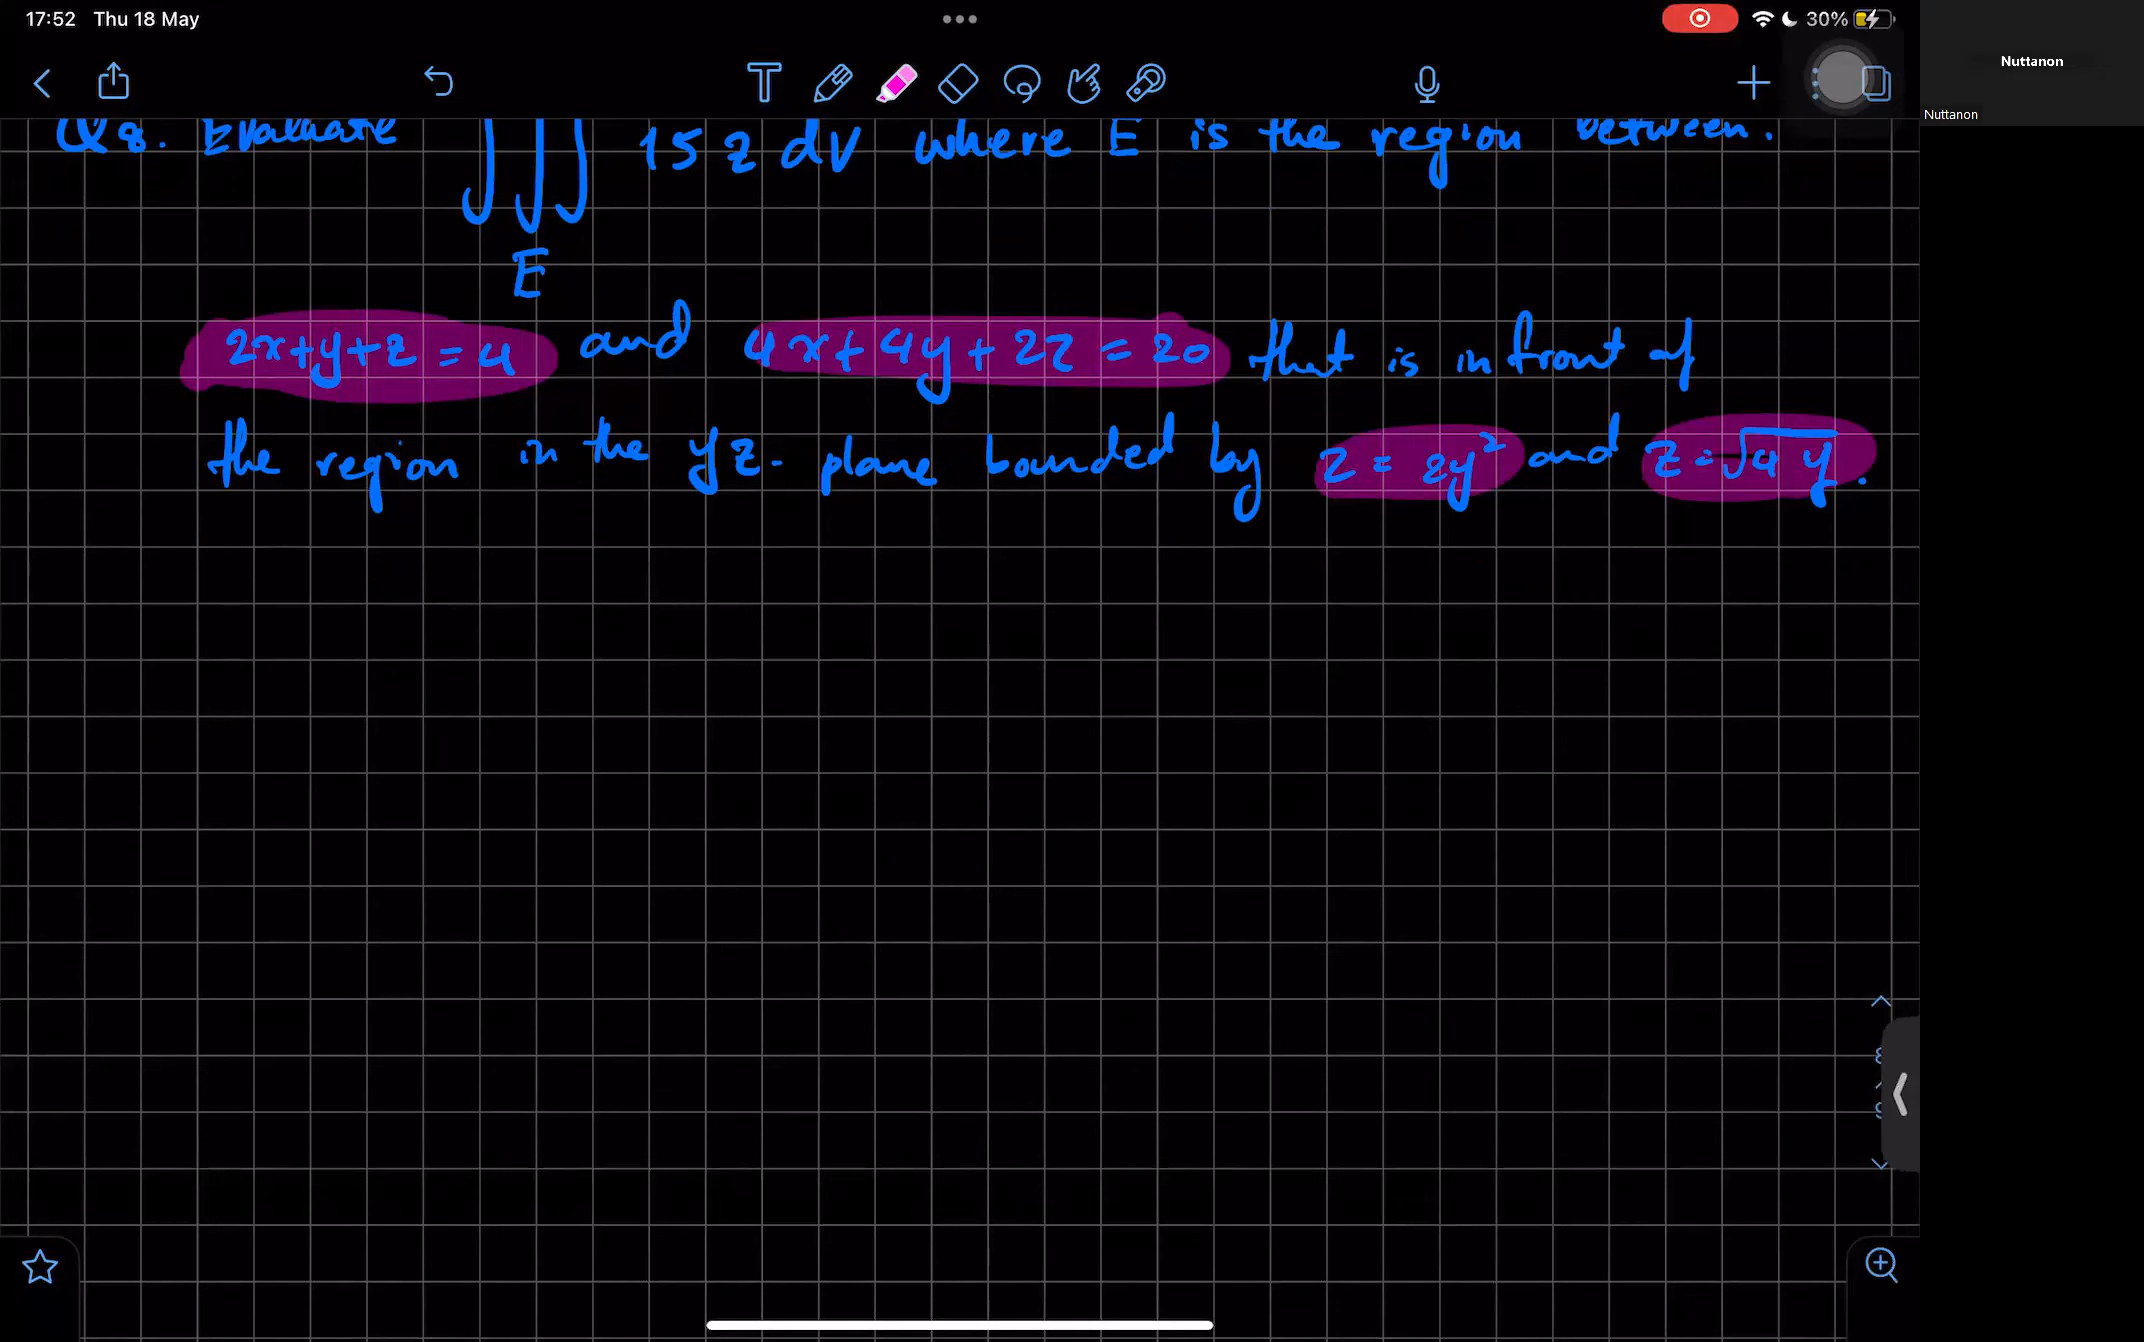 17:52 Thu 18 May 30%
Nuttanon
Nuttanon
Q8. Evaluate ∭ 15z dV where E is the region between.
E
2x+y+z = 4 and 4x+4y+2z = 20 that is in front of
the region in the yz-plane bounded by z = 2y² and z = √4y.
8
9